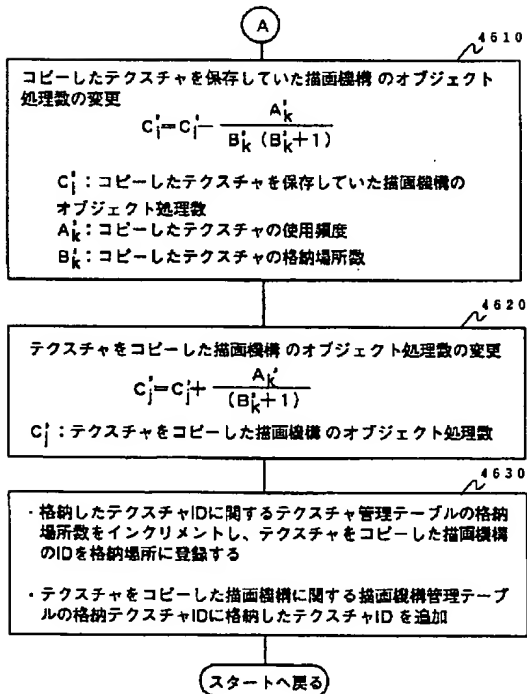 A
4610
コピーしたテクスチャを保存していた描画機構のオブジェクト
処理数の変更
C'i=C'i− A'k / B'k (B'k+1)
C'i：コピーしたテクスチャを保存していた描画機構の
オブジェクト処理数
A'k：コピーしたテクスチャの使用頻度
B'k：コピーしたテクスチャの格納場所数
4620
テクスチャをコピーした描画機構のオブジェクト処理数の変更
C'j=C'j+ Ak' / (B'k+1)
C'j：テクスチャをコピーした描画機構のオブジェクト処理数
4630
・格納したテクスチャIDに関するテクスチャ管理テーブルの格納
場所数をインクリメントし、テクスチャをコピーした描画機構
のIDを格納場所に登録する
・テクスチャをコピーした描画機構に関する描画機構管理テー
ブルの格納テクスチャIDに格納したテクスチャID を追加
スタートへ戻る